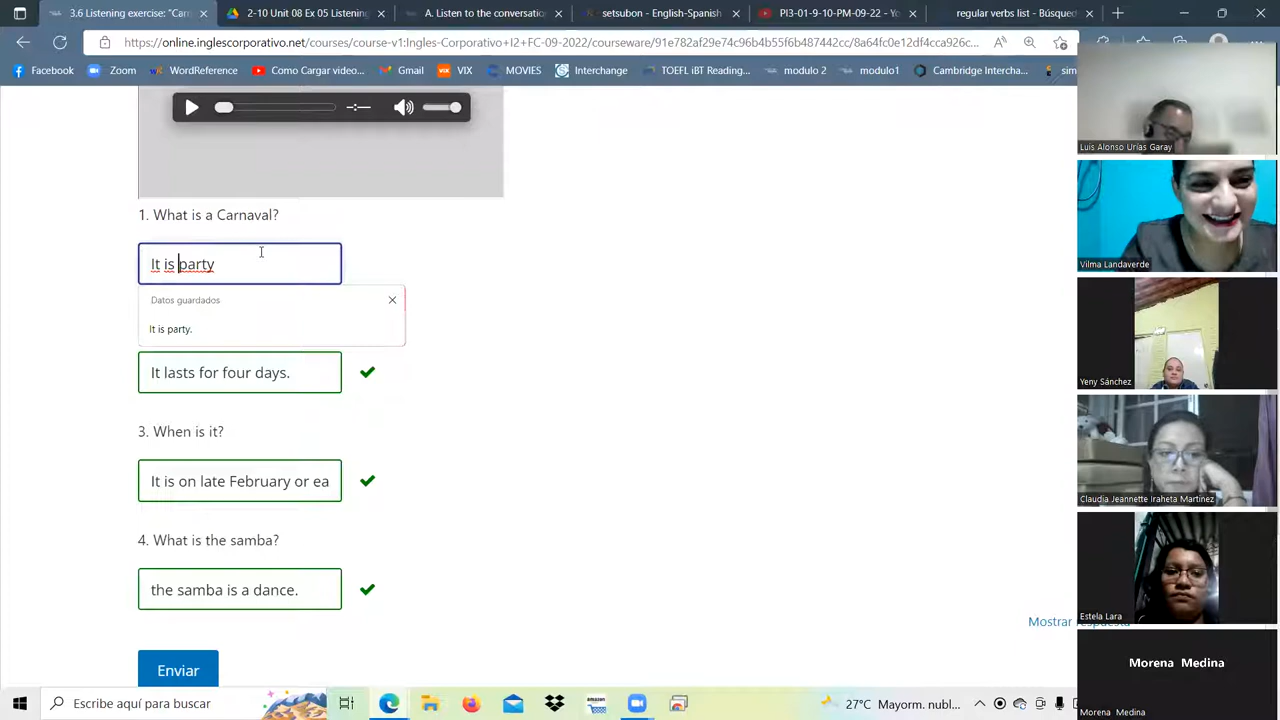 3.6 Listening exercise: "Carn
2-10 Unit 08 Ex 05 Listening
A. Listen to the conversatio
setsubon - English-Spanish
PI3-01-9-10-PM-09-22 - Yo
regular verbs list - Búsqued
https://online.inglescorporativo.net/courses/course-v1:Ingles-Corporativo+I2+FC-09-2022/courseware/91e782af29e74c96b4b55f6b487442cc/8a64fc0e12df4cca926c...
Facebook
Zoom
WordReference
Como Cargar video...
Gmail
VIX
MOVIES
Interchange
TOEFL iBT Reading...
modulo 2
modulo1
Cambridge Intercha...
sim
1. What is a Carnaval?
It is party
Datos guardados
It is party.
It lasts for four days.
3. When is it?
It is on late February or ea
4. What is the samba?
the samba is a dance.
Mostrar respuesta
Enviar
Luis Alonso Urías Garay
Vilma Landaverde
Yeny Sánchez
Claudia Jeannette Iraheta Martinez
Estela Lara
Morena Medina
Morena Medina
Escribe aquí para buscar
27°C Mayorm. nubl...